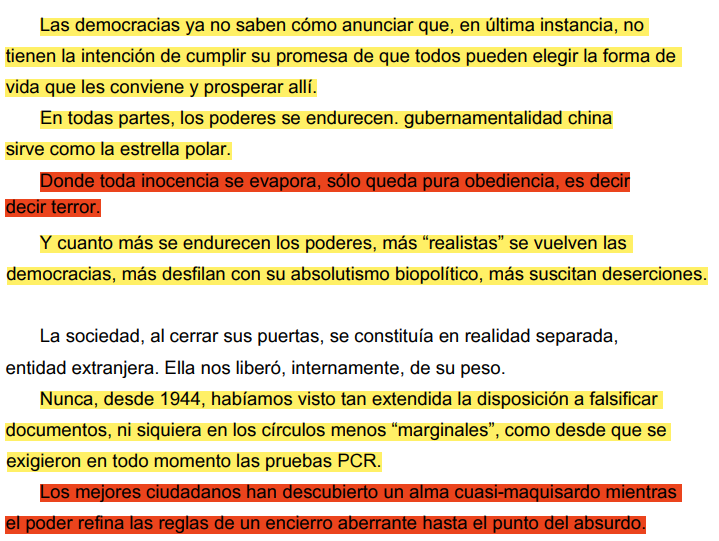 Las democracias ya no saben cómo anunciar que, en última instancia, no
tienen la intención de cumplir su promesa de que todos pueden elegir la forma de
vida que les conviene y prosperar allí.
En todas partes, los poderes se endurecen. gubernamentalidad china
sirve como la estrella polar.
Donde toda inocencia se evapora, sólo queda pura obediencia, es decir
decir terror.
Y cuanto más se endurecen los poderes, más “realistas” se vuelven las
democracias, más desfilan con su absolutismo biopolítico, más suscitan deserciones.
La sociedad, al cerrar sus puertas, se constituía en realidad separada,
entidad extranjera. Ella nos liberó, internamente, de su peso.
Nunca, desde 1944, habíamos visto tan extendida la disposición a falsificar
documentos, ni siquiera en los círculos menos “marginales”, como desde que se
exigieron en todo momento las pruebas PCR.
Los mejores ciudadanos han descubierto un alma cuasi-maquisardo mientras
el poder refina las reglas de un encierro aberrante hasta el punto del absurdo.